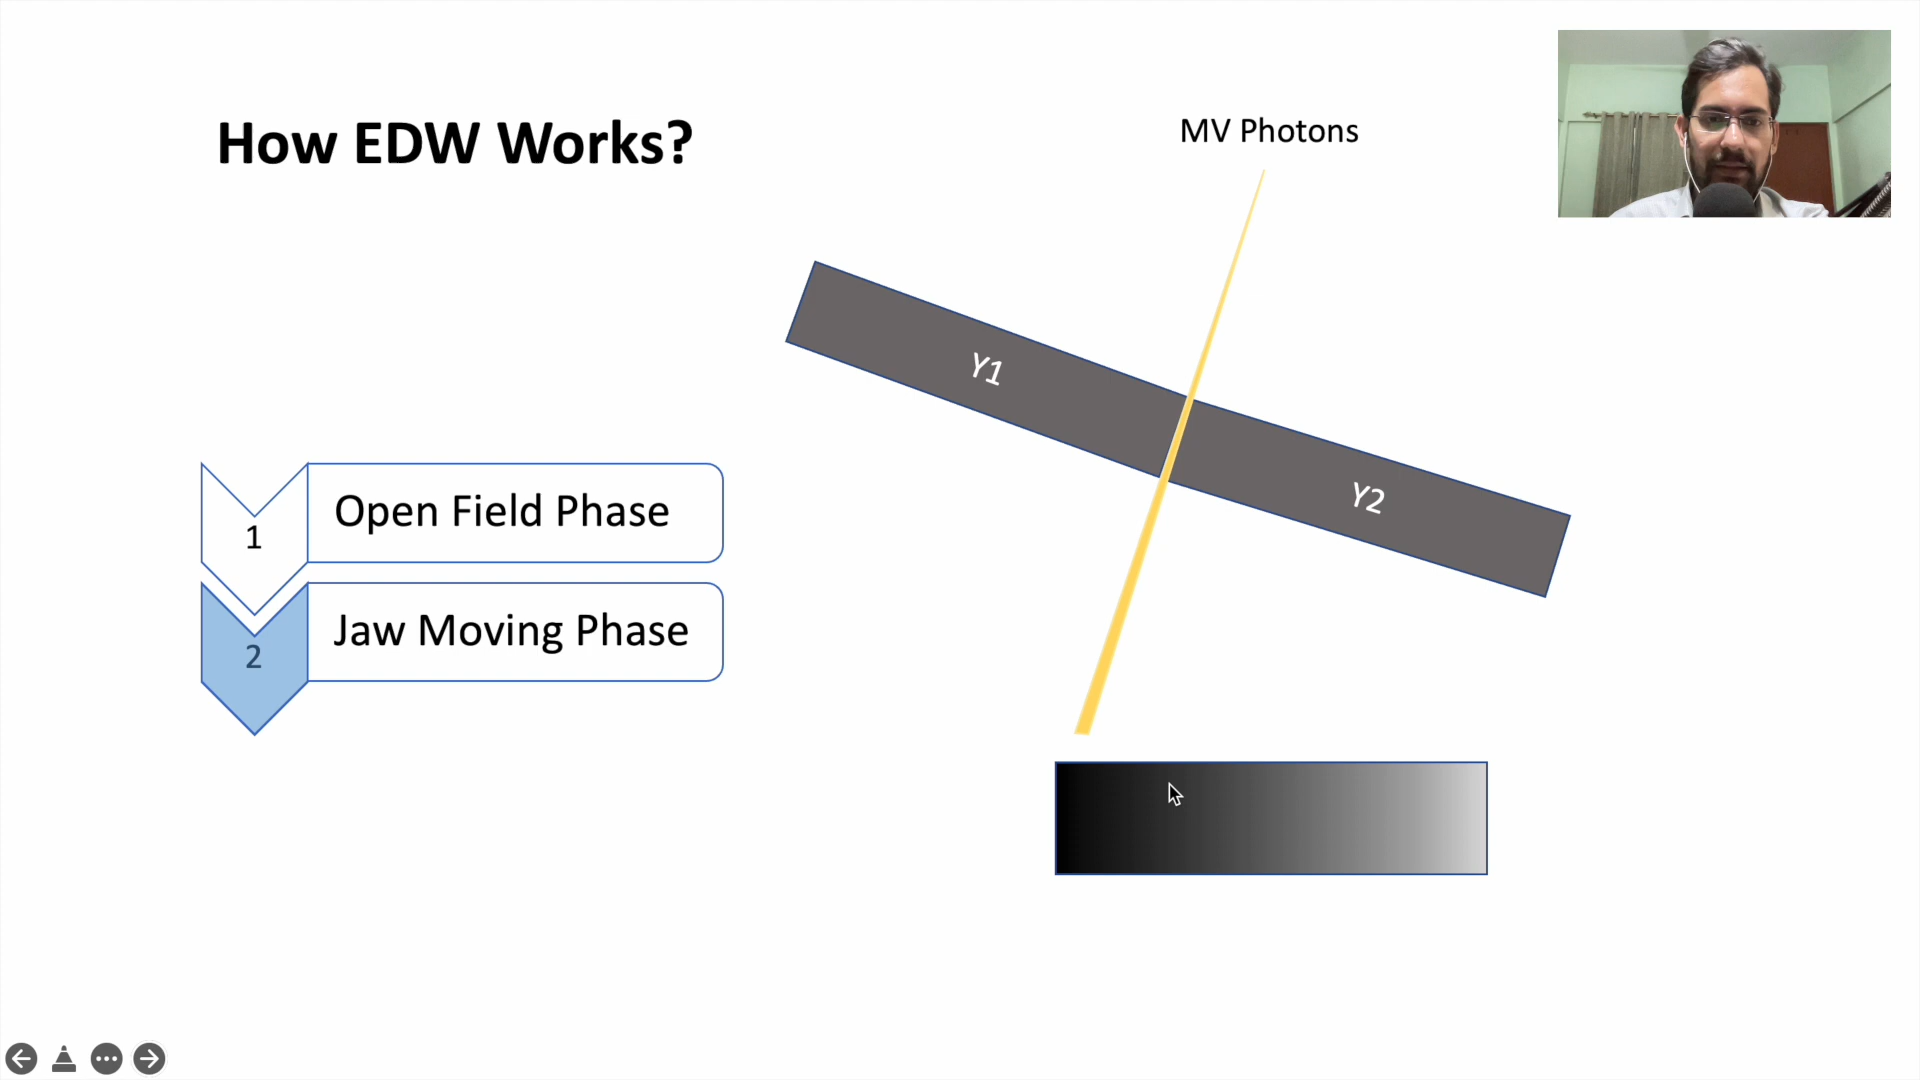 How EDW Works?
MV Photons
Y1
Y2
1
Open Field Phase
2
Jaw Moving Phase